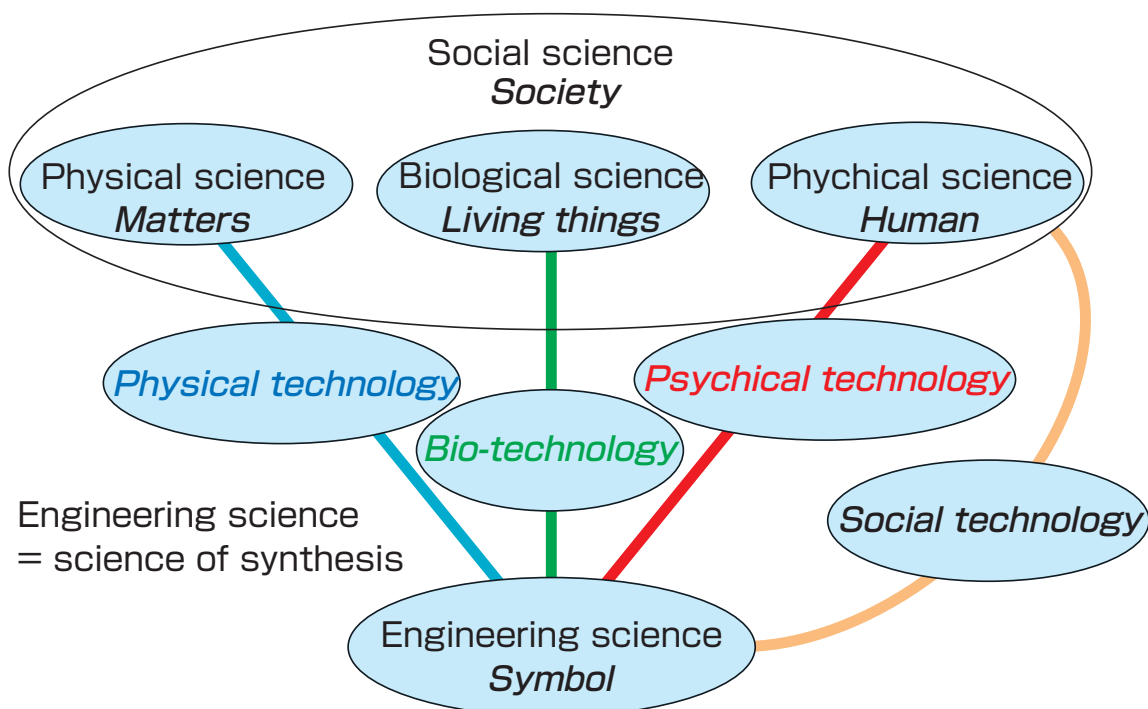 Social science
Society
Physical science
Matters
Biological science
Living things
Phychical science
Human
Physical technology
Psychical technology
Bio-technology
Engineering science
= science of synthesis
Social technology
Engineering science
Symbol